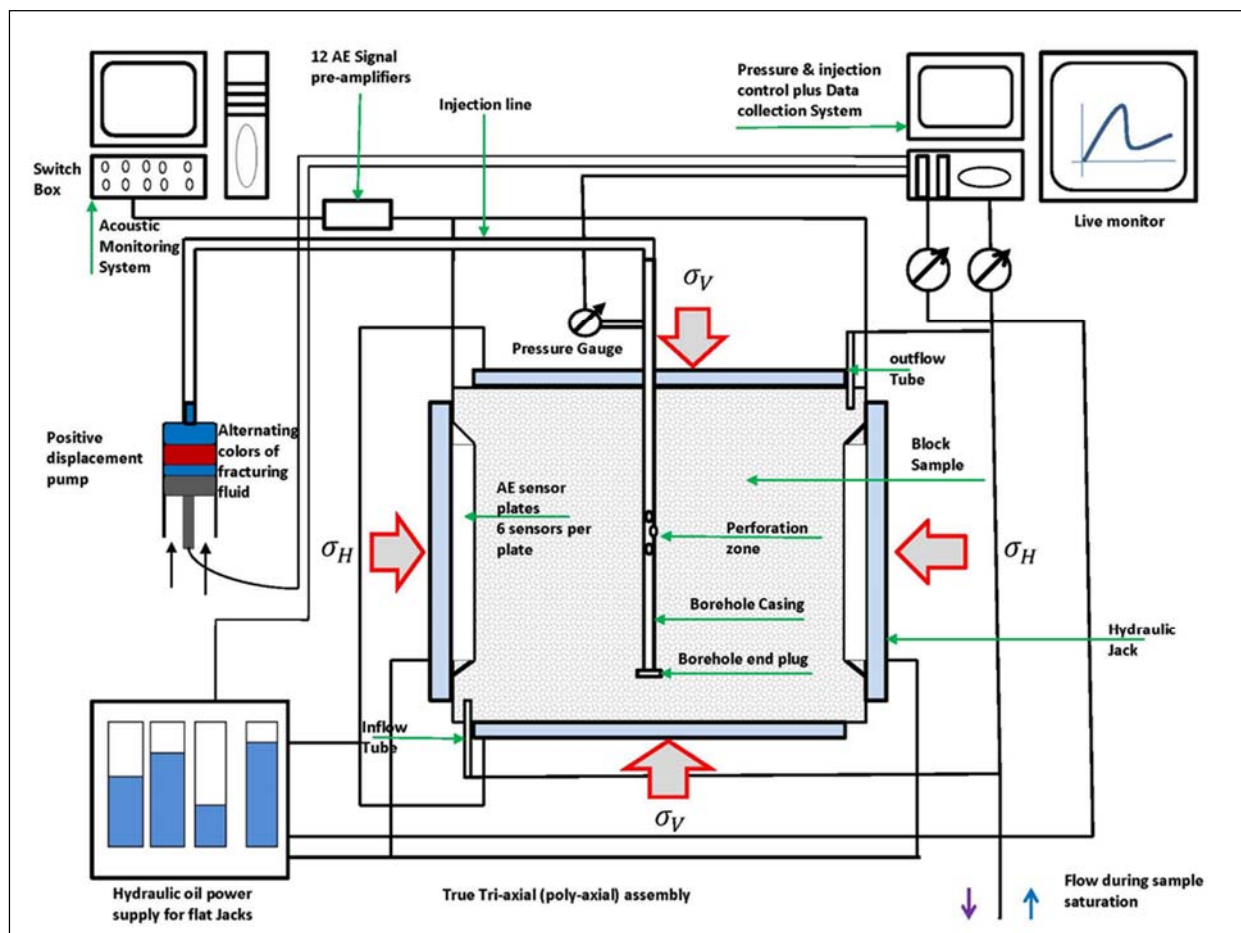 12 AE Signal
pre-amplifiers
Injection line
Pressure & injection
control plus Data
collection System
Switch
Box
Acoustic
Monitoring
System
Live monitor
σV
Pressure Gauge
outflow
Tube
Positive
displacement
pump
Alternating
colors of
fracturing
fluid
Block
Sample
AE sensor
plates
6 sensors per
plate
Perforation
zone
σH
σH
Borehole Casing
Hydraulic
Jack
Borehole end plug
Inflow
Tube
σV
Hydraulic oil power
supply for flat Jacks
True Tri-axial (poly-axial) assembly
Flow during sample
saturation